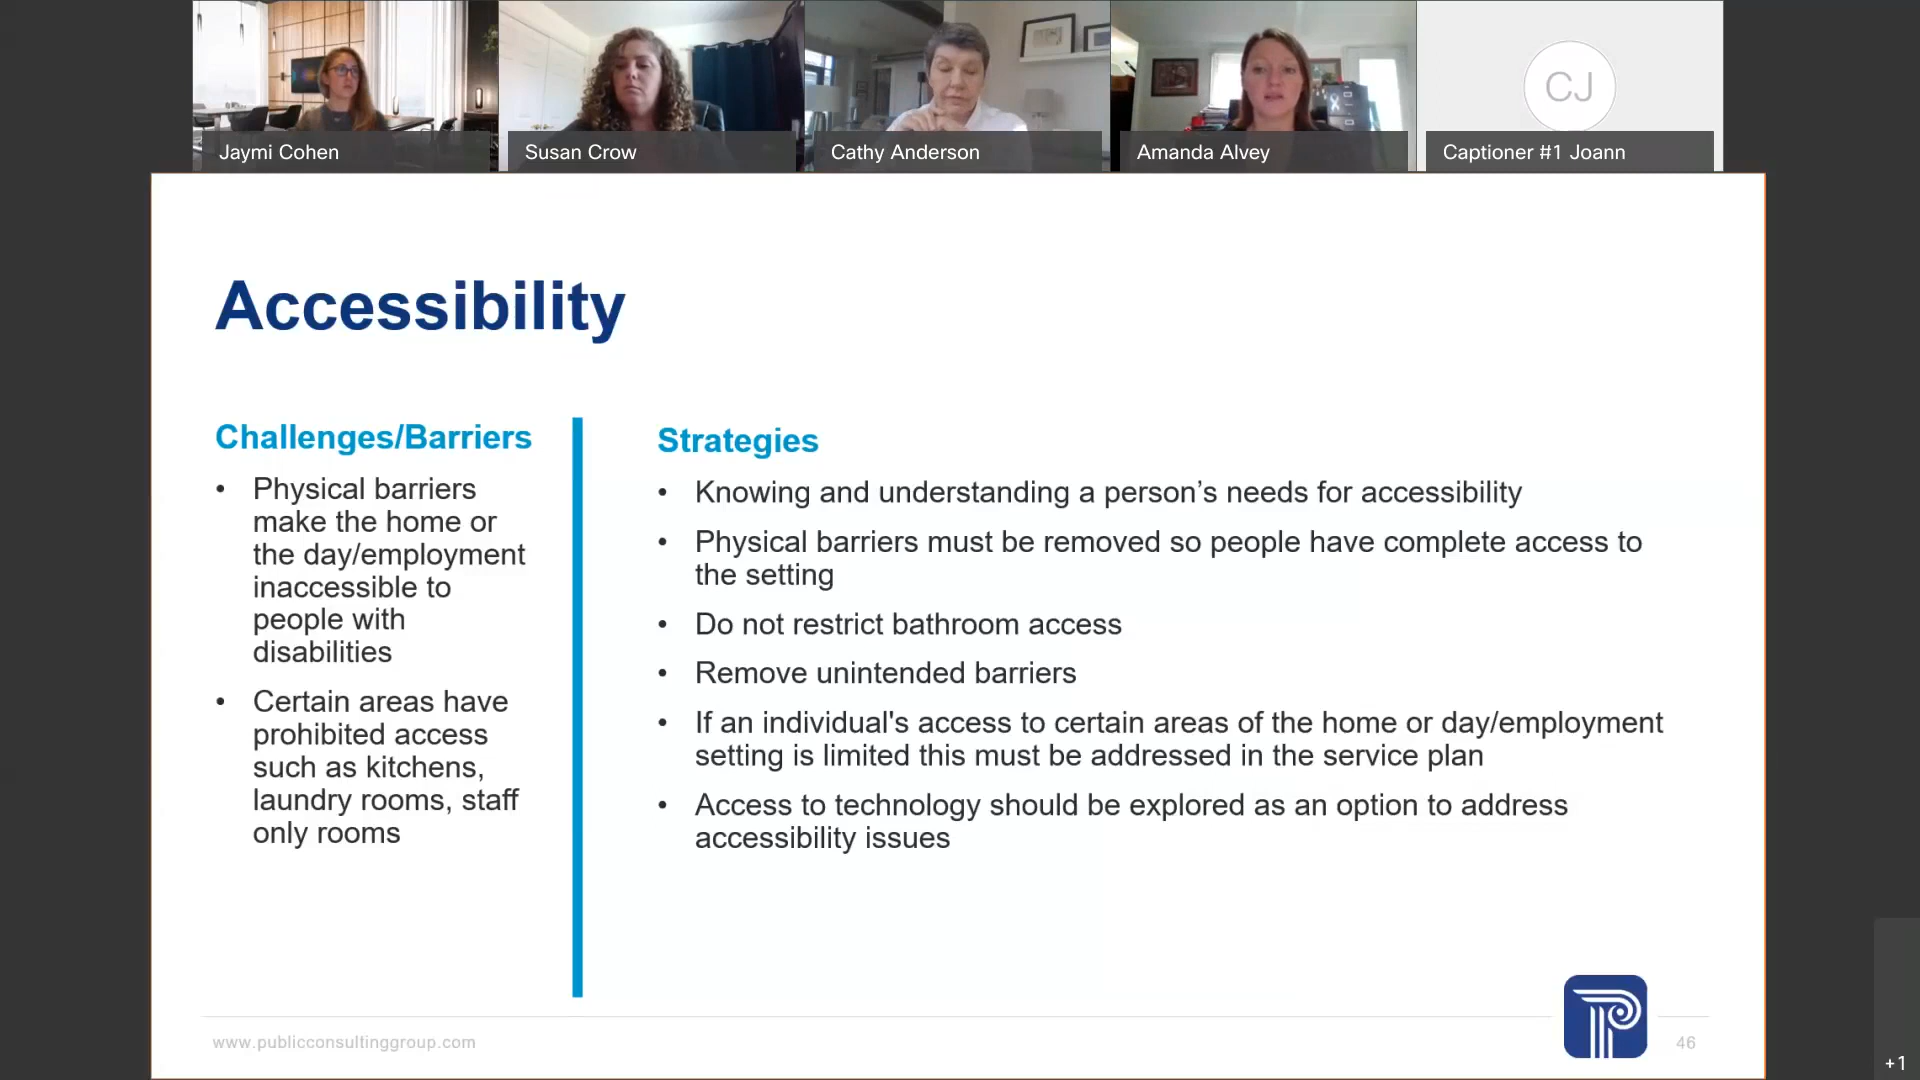 Jaymi Cohen
Susan Crow
Cathy Anderson
Amanda Alvey
CJ
Captioner #1 Joann
Accessibility
Challenges/Barriers
• Physical barriers
make the home or
the day/employment
inaccessible to
people with
disabilities
• Certain areas have
prohibited access
such as kitchens,
laundry rooms, staff
only rooms
Strategies
• Knowing and understanding a person’s needs for accessibility
• Physical barriers must be removed so people have complete access to
the setting
• Do not restrict bathroom access
• Remove unintended barriers
• If an individual's access to certain areas of the home or day/employment
setting is limited this must be addressed in the service plan
• Access to technology should be explored as an option to address
accessibility issues
www.publicconsultinggroup.com
46
+1